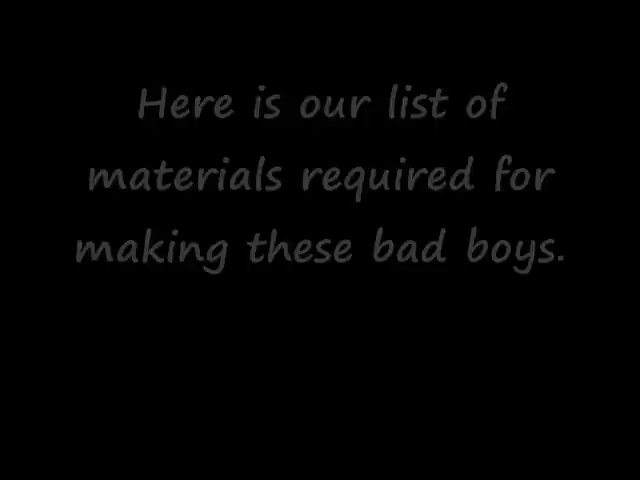 Here is our list of
materials required for
making these bad boys.